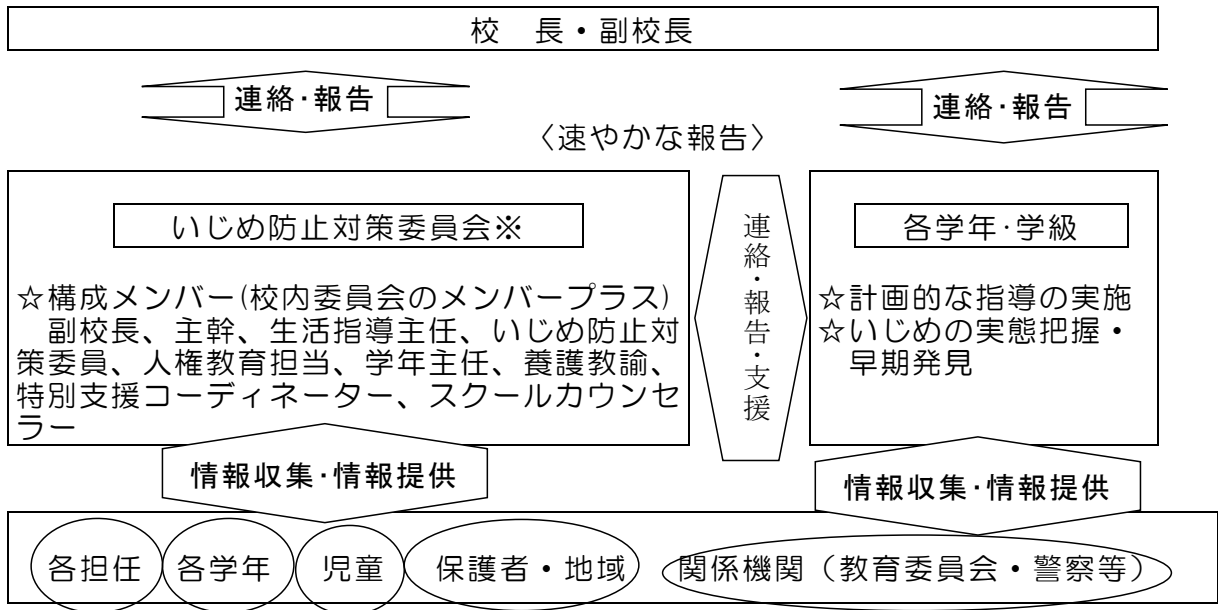 校　長・副校長
連絡・報告
連絡・報告
〈速やかな報告〉
いじめ防止対策委員会※
☆構成メンバー(校内委員会のメンバープラス)
副校長、主幹、生活指導主任、いじめ防止対
策委員、人権教育担当、学年主任、養護教諭、
特別支援コーディネーター、スクールカウンセ
ラー
連絡・報告・支援
各学年・学級
☆計画的な指導の実施
☆いじめの実態把握・
早期発見
情報収集・情報提供
情報収集・情報提供
各担任　各学年　児童　保護者・地域　関係機関（教育委員会・警察等）